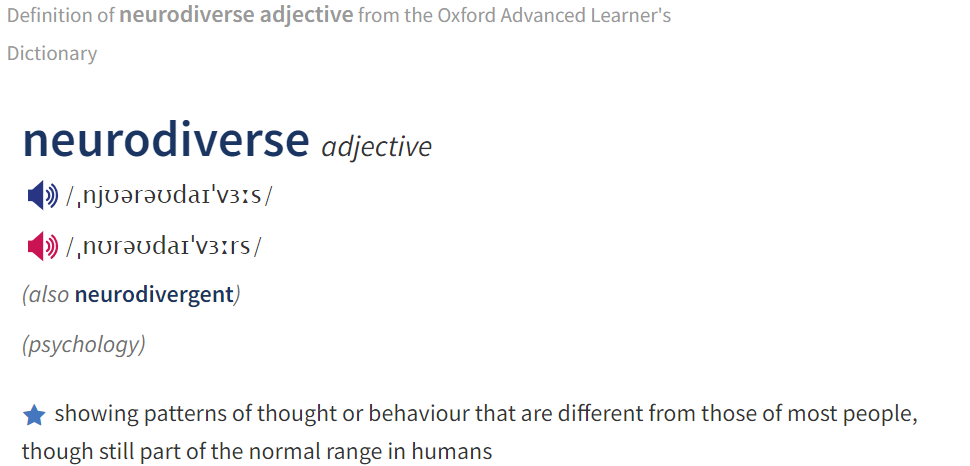 Definition of neurodiverse adjective from the Oxford Advanced Learner's
Dictionary
neurodiverse adjective
/ˌnjʊərəʊdaɪˈvɜːs/
/ˌnʊrəʊdaɪˈvɜːrs/
(also neurodivergent)
(psychology)
showing patterns of thought or behaviour that are different from those of most people,
though still part of the normal range in humans